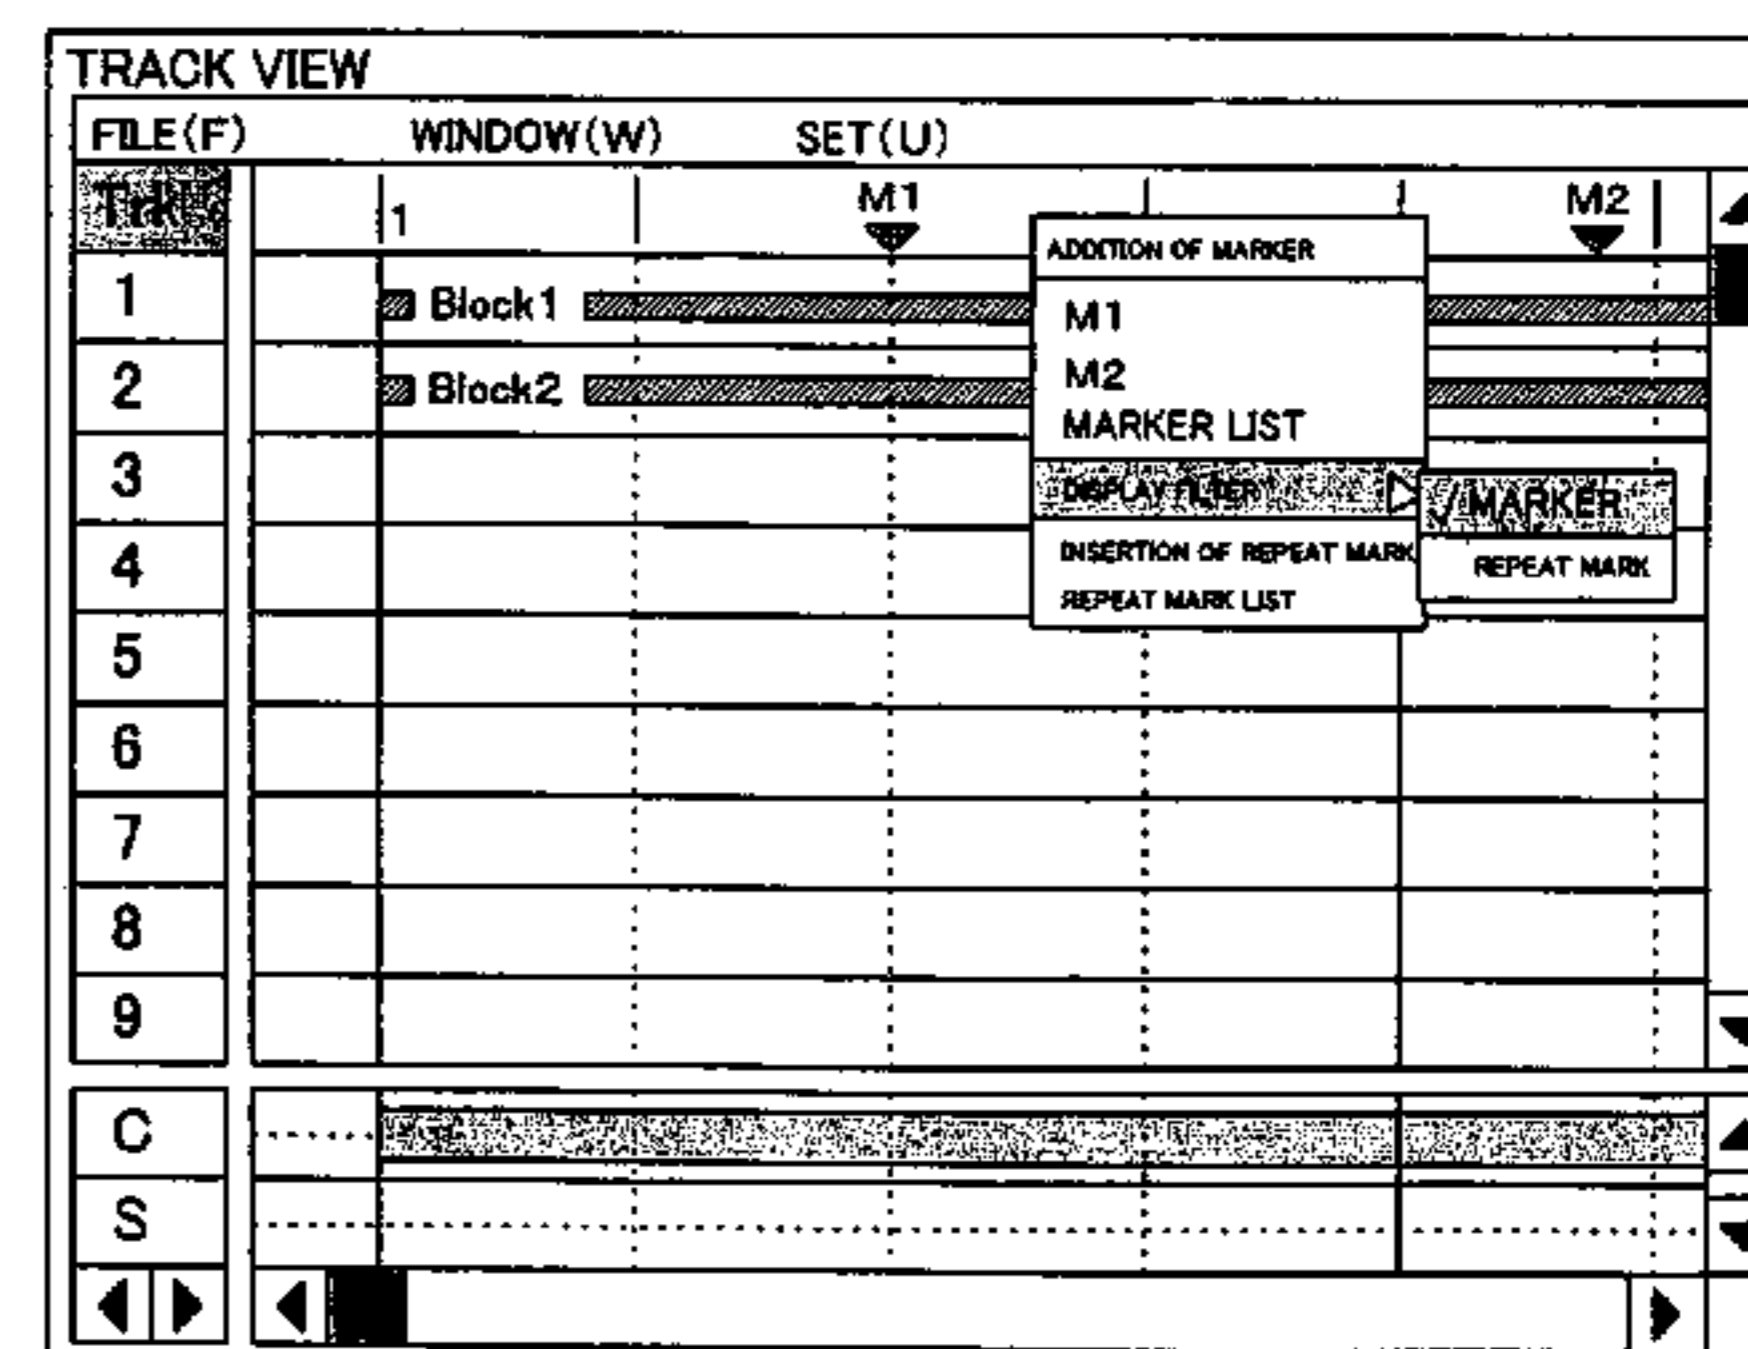 TRACK VIEW
FILE(F) WINDOW(W) SET(U)
Trk
1 M1 M2
ADDITION OF MARKER
1 Block1
M1
2 Block2
M2
MARKER LIST
3
DISPLAY FILTER
√MARKER
4
INSERTION OF REPEAT MARK
REPEAT MARK
REPEAT MARK LIST
5
6
7
8
9
C
S